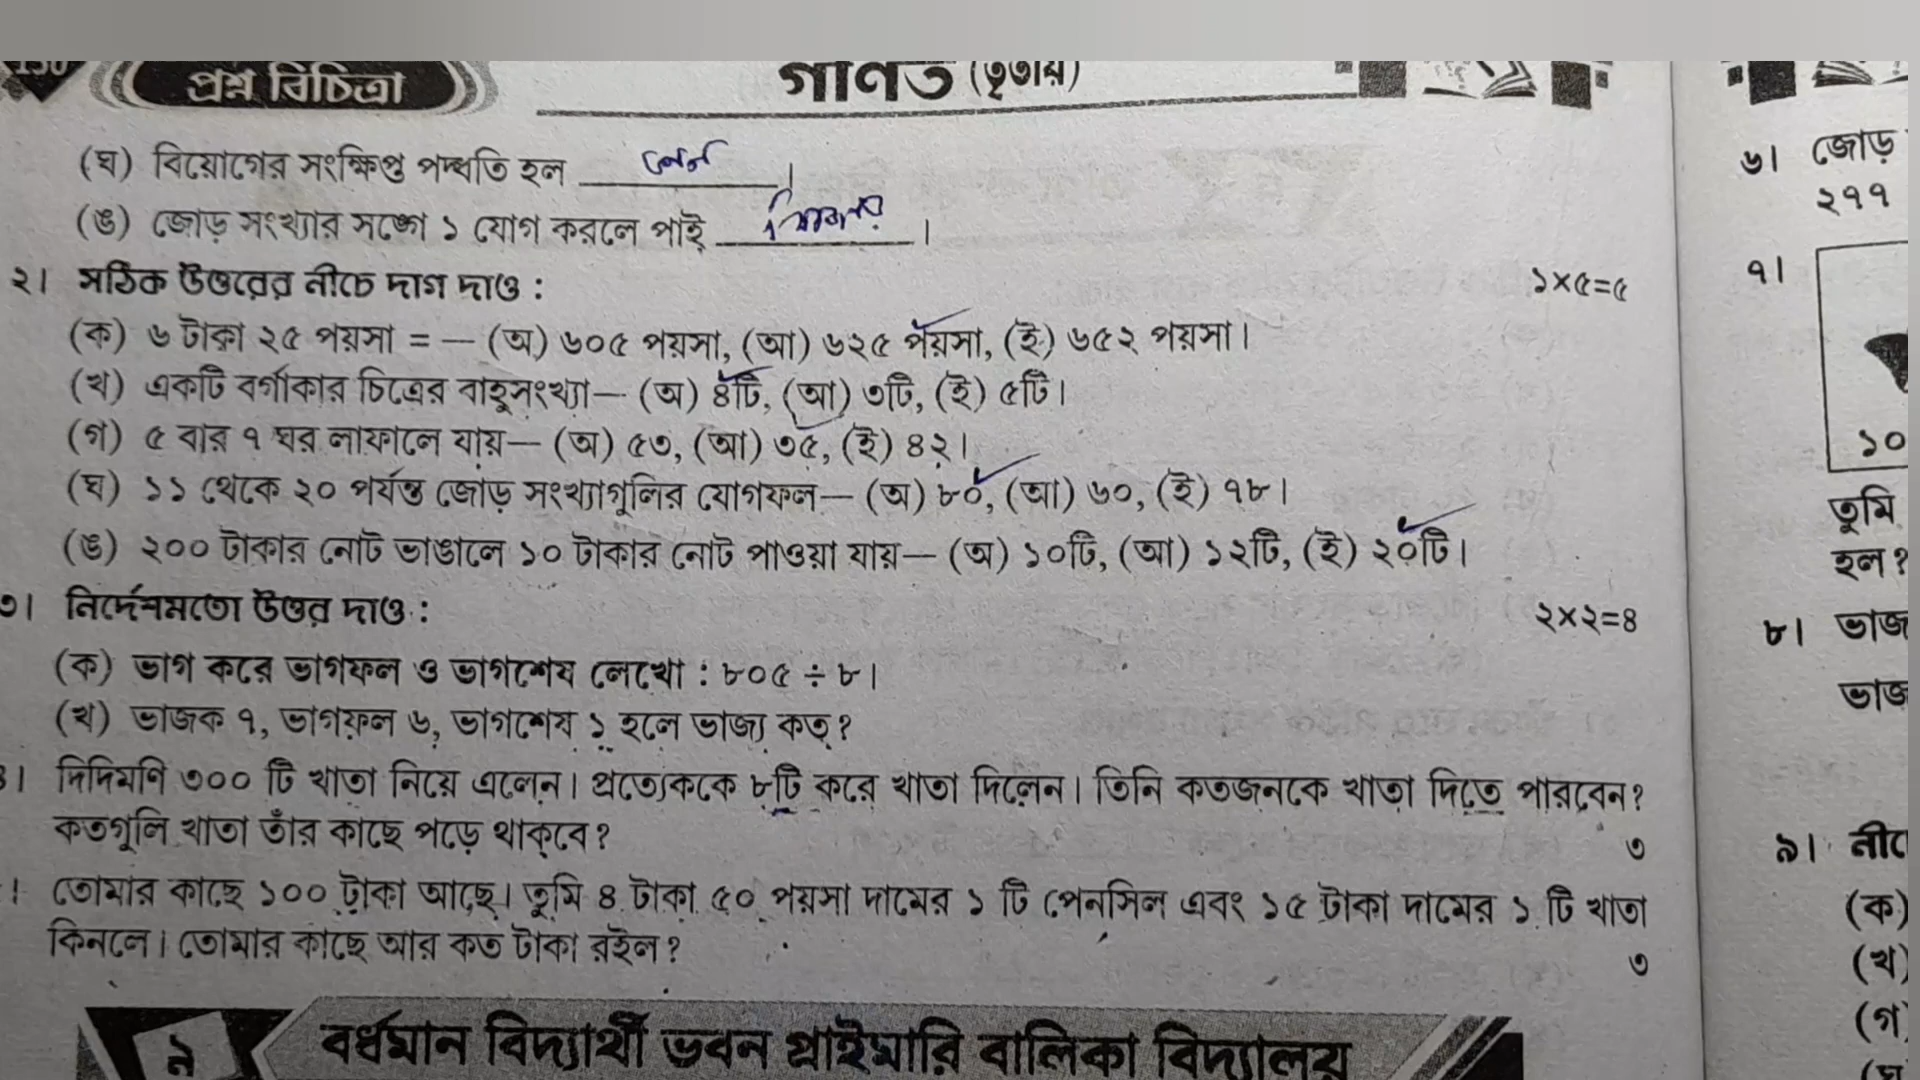 প্রশ্ন বিচিত্রা
গণিত (তৃতীয়)
(ঘ) বিয়োগের সংক্ষিপ্ত পদ্ধতি হল ______ ।
(ঙ) জোড় সংখ্যার সঙ্গে ১ যোগ করলে পাই ______ ।
২। সঠিক উত্তরের নীচে দাগ দাও : ১×৫=৫
(ক) ৬ টাকা ২৫ পয়সা = — (অ) ৬০৫ পয়সা, (আ) ৬২৫ পয়সা, (ই) ৬৫২ পয়সা।
(খ) একটি বর্গাকার চিত্রের বাহুসংখ্যা— (অ) ৪টি, (আ) ৩টি, (ই) ৫টি।
(গ) ৫ বার ৭ ঘর লাফালে যায়— (অ) ৫৩, (আ) ৩৫, (ই) ৪২।
(ঘ) ১১ থেকে ২০ পর্যন্ত জোড় সংখ্যাগুলির যোগফল— (অ) ৮০, (আ) ৬০, (ই) ৭৮।
(ঙ) ২০০ টাকার নোট ভাঙালে ১০ টাকার নোট পাওয়া যায়— (অ) ১০টি, (আ) ১২টি, (ই) ২০টি।
৩। নির্দেশমতো উত্তর দাও : ২×২=৪
(ক) ভাগ করে ভাগফল ও ভাগশেষ লেখো : ৮০৫ ÷ ৮।
(খ) ভাজক ৭, ভাগফল ৬, ভাগশেষ ১ হলে ভাজ্য কত?
৪। দিদিমণি ৩০০ টি খাতা নিয়ে এলেন। প্রত্যেককে ৮টি করে খাতা দিলেন। তিনি কতজনকে খাতা দিতে পারবেন?
কতগুলি খাতা তাঁর কাছে পড়ে থাকবে? ৩
। তোমার কাছে ১০০ টাকা আছে। তুমি ৪ টাকা ৫০ পয়সা দামের ১ টি পেনসিল এবং ১৫ টাকা দামের ১ টি খাতা
কিনলে। তোমার কাছে আর কত টাকা রইল? ৩
৯ বর্ধমান বিদ্যার্থী ভবন প্রাইমারি বালিকা বিদ্যালয়
৬। জোড়
২৭৭
৭।
১০
তুমি
হল?
৮। ভাজ
ভাজ
৯। নীচে
(ক)
(খ)
(গ)